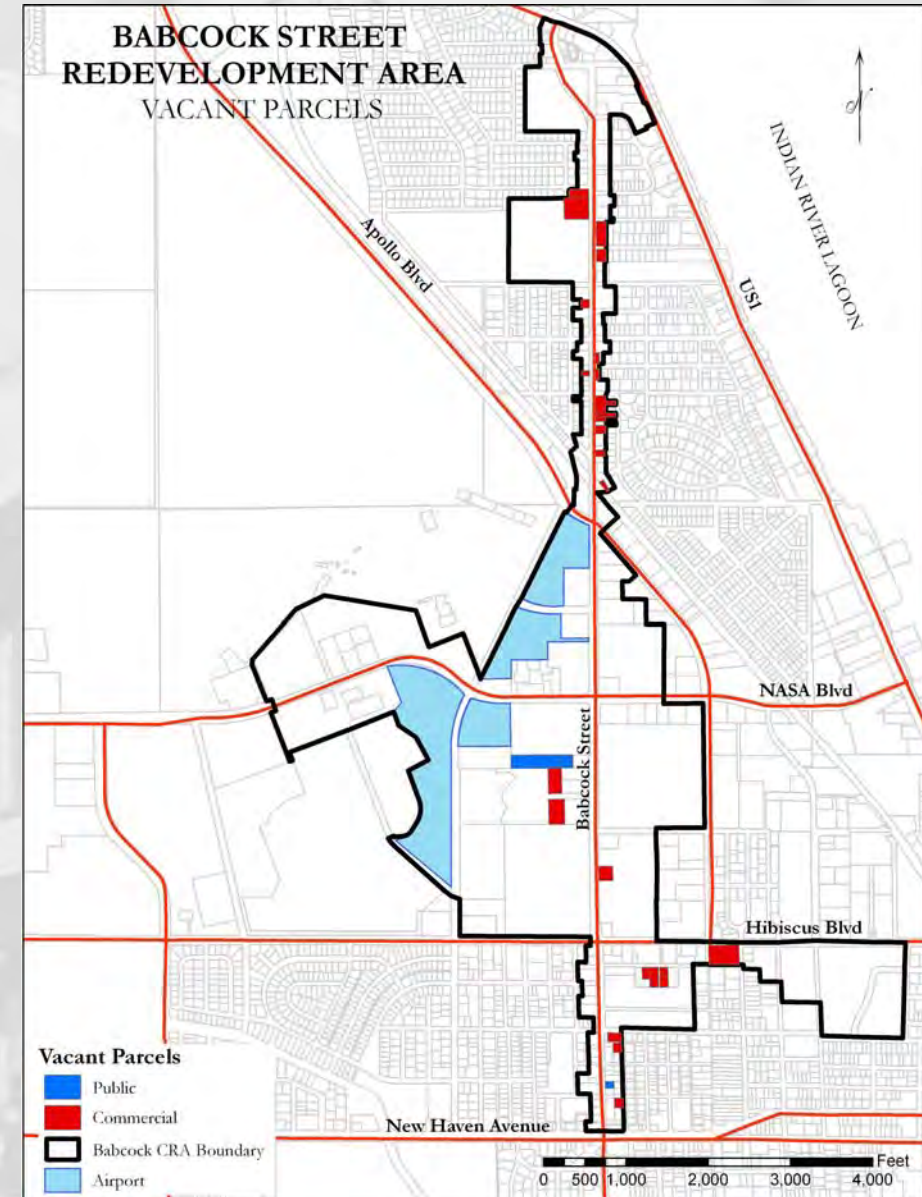 BABCOCK STREET
REDEVELOPMENT AREA
VACANT PARCELS
N
INDIAN RIVER LAGOON
Apollo Blvd
US1
NASA Blvd
Babcock Street
Hibiscus Blvd
New Haven Avenue
Vacant Parcels
Public
Commercial
Babcock CRA Boundary
Airport
Feet
0 500 1,000 2,000 3,000 4,000